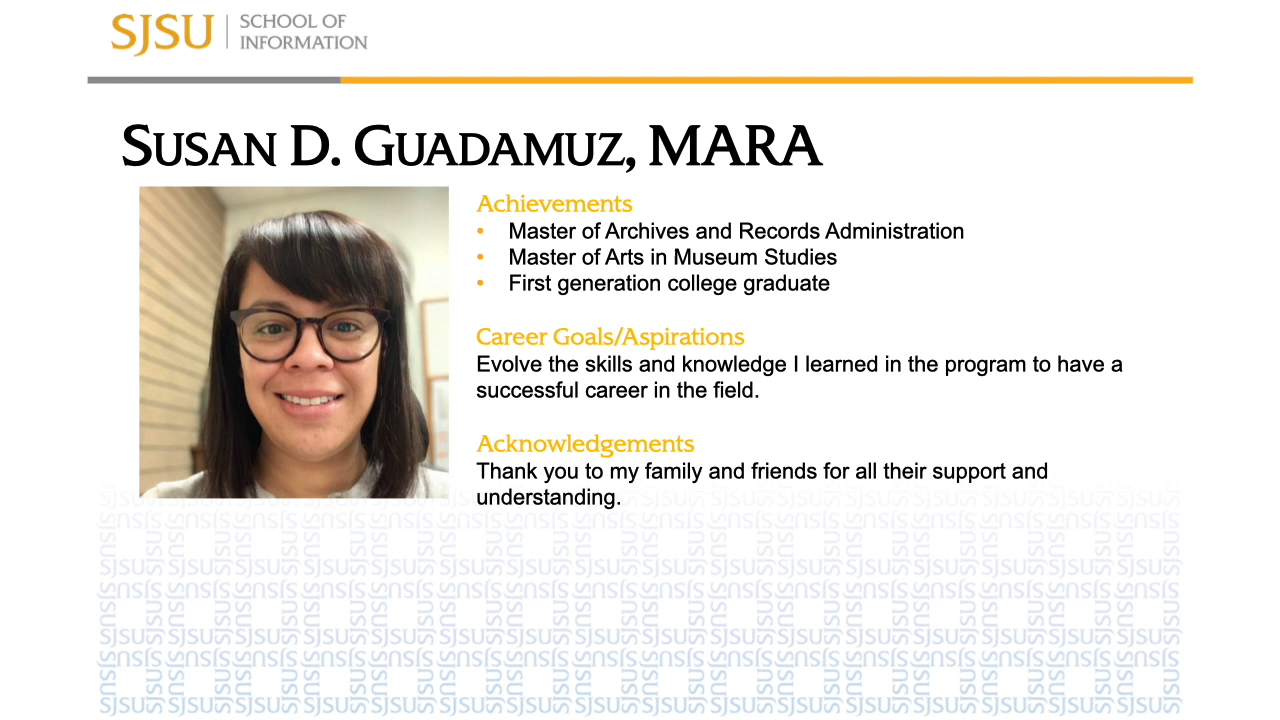 SJSU SCHOOL OF
INFORMATION
SUSAN D. GUADAMUZ, MARA
Achievements
• Master of Archives and Records Administration
• Master of Arts in Museum Studies
• First generation college graduate
Career Goals/Aspirations
Evolve the skills and knowledge I learned in the program to have a
successful career in the field.
Acknowledgements
Thank you to my family and friends for all their support and
understanding.